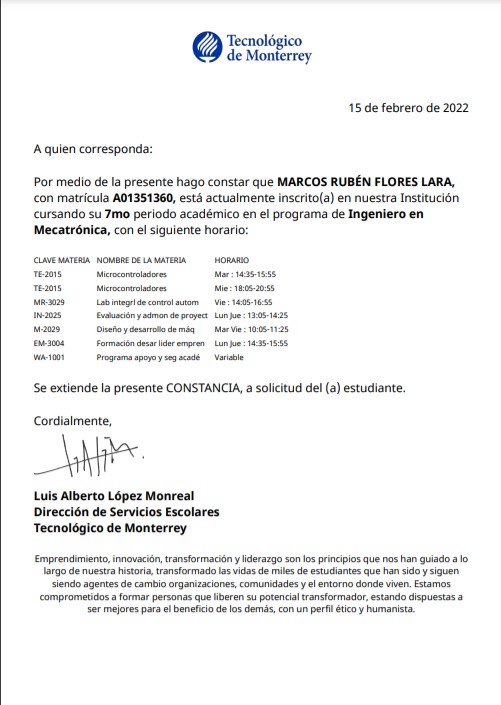 Tecnológico
de Monterrey
15 de febrero de 2022
A quien corresponda:
Por medio de la presente hago constar que MARCOS RUBÉN FLORES LARA,
con matrícula A01351360, está actualmente inscrito(a) en nuestra Institución
cursando su 7mo periodo académico en el programa de Ingeniero en
Mecatrónica, con el siguiente horario:
CLAVE MATERIA NOMBRE DE LA MATERIA HORARIO
TE-2015 Microcontroladores Mar : 14:35-15:55
TE-2015 Microcontroladores Mie : 18:05-20:55
MR-3029 Lab integrl de control autom Vie : 14:05-16:55
IN-2025 Evaluación y admon de proyect Lun Jue : 13:05-14:25
M-2029 Diseño y desarrollo de máq Mar Vie : 10:05-11:25
EM-3004 Formación desar lider empren Lun Jue : 14:35-15:55
WA-1001 Programa apoyo y seg acadé Variable
Se extiende la presente CONSTANCIA, a solicitud del (a) estudiante.
Cordialmente,
Luis Alberto López Monreal
Dirección de Servicios Escolares
Tecnológico de Monterrey
Emprendimiento, innovación, transformación y liderazgo son los principios que nos han guiado a lo
largo de nuestra historia, transformado las vidas de miles de estudiantes que han sido y siguen
siendo agentes de cambio organizaciones, comunidades y el entorno donde viven. Estamos
comprometidos a formar personas que liberen su potencial transformador, estando dispuestas a
ser mejores para el beneficio de los demás, con un perfil ético y humanista.